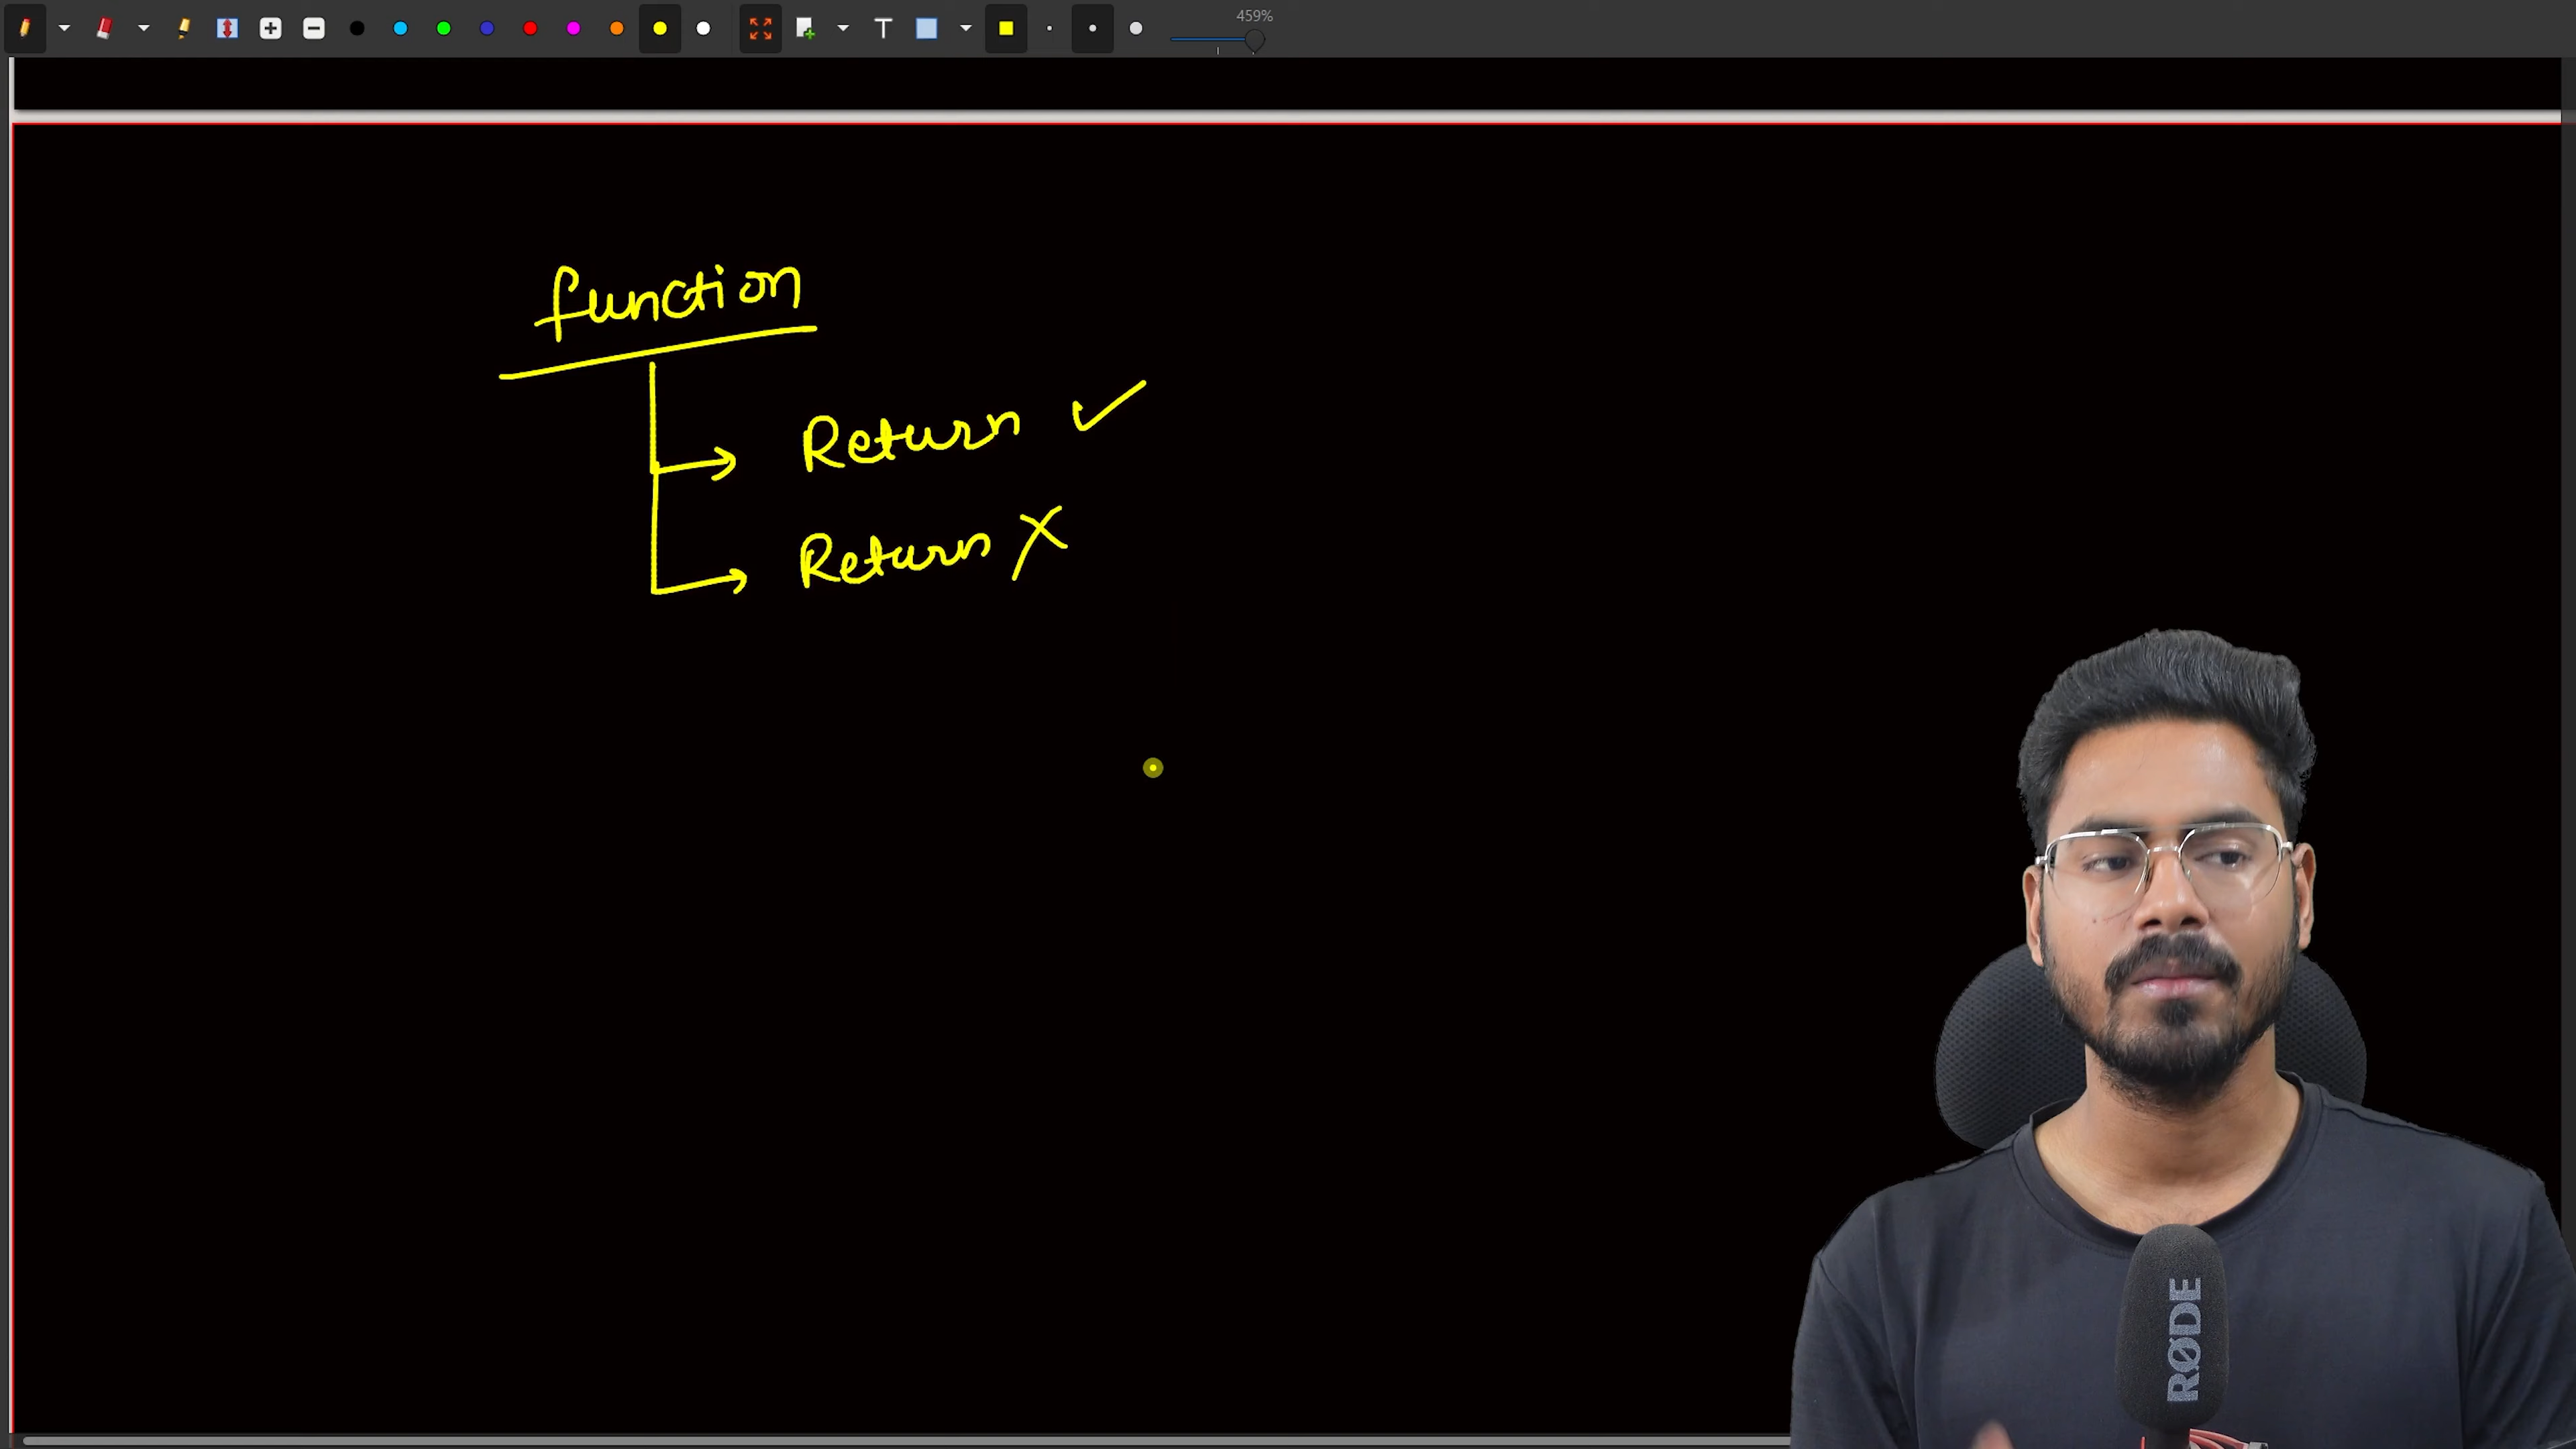 459%
function
Return ✓
Return X
RØDE